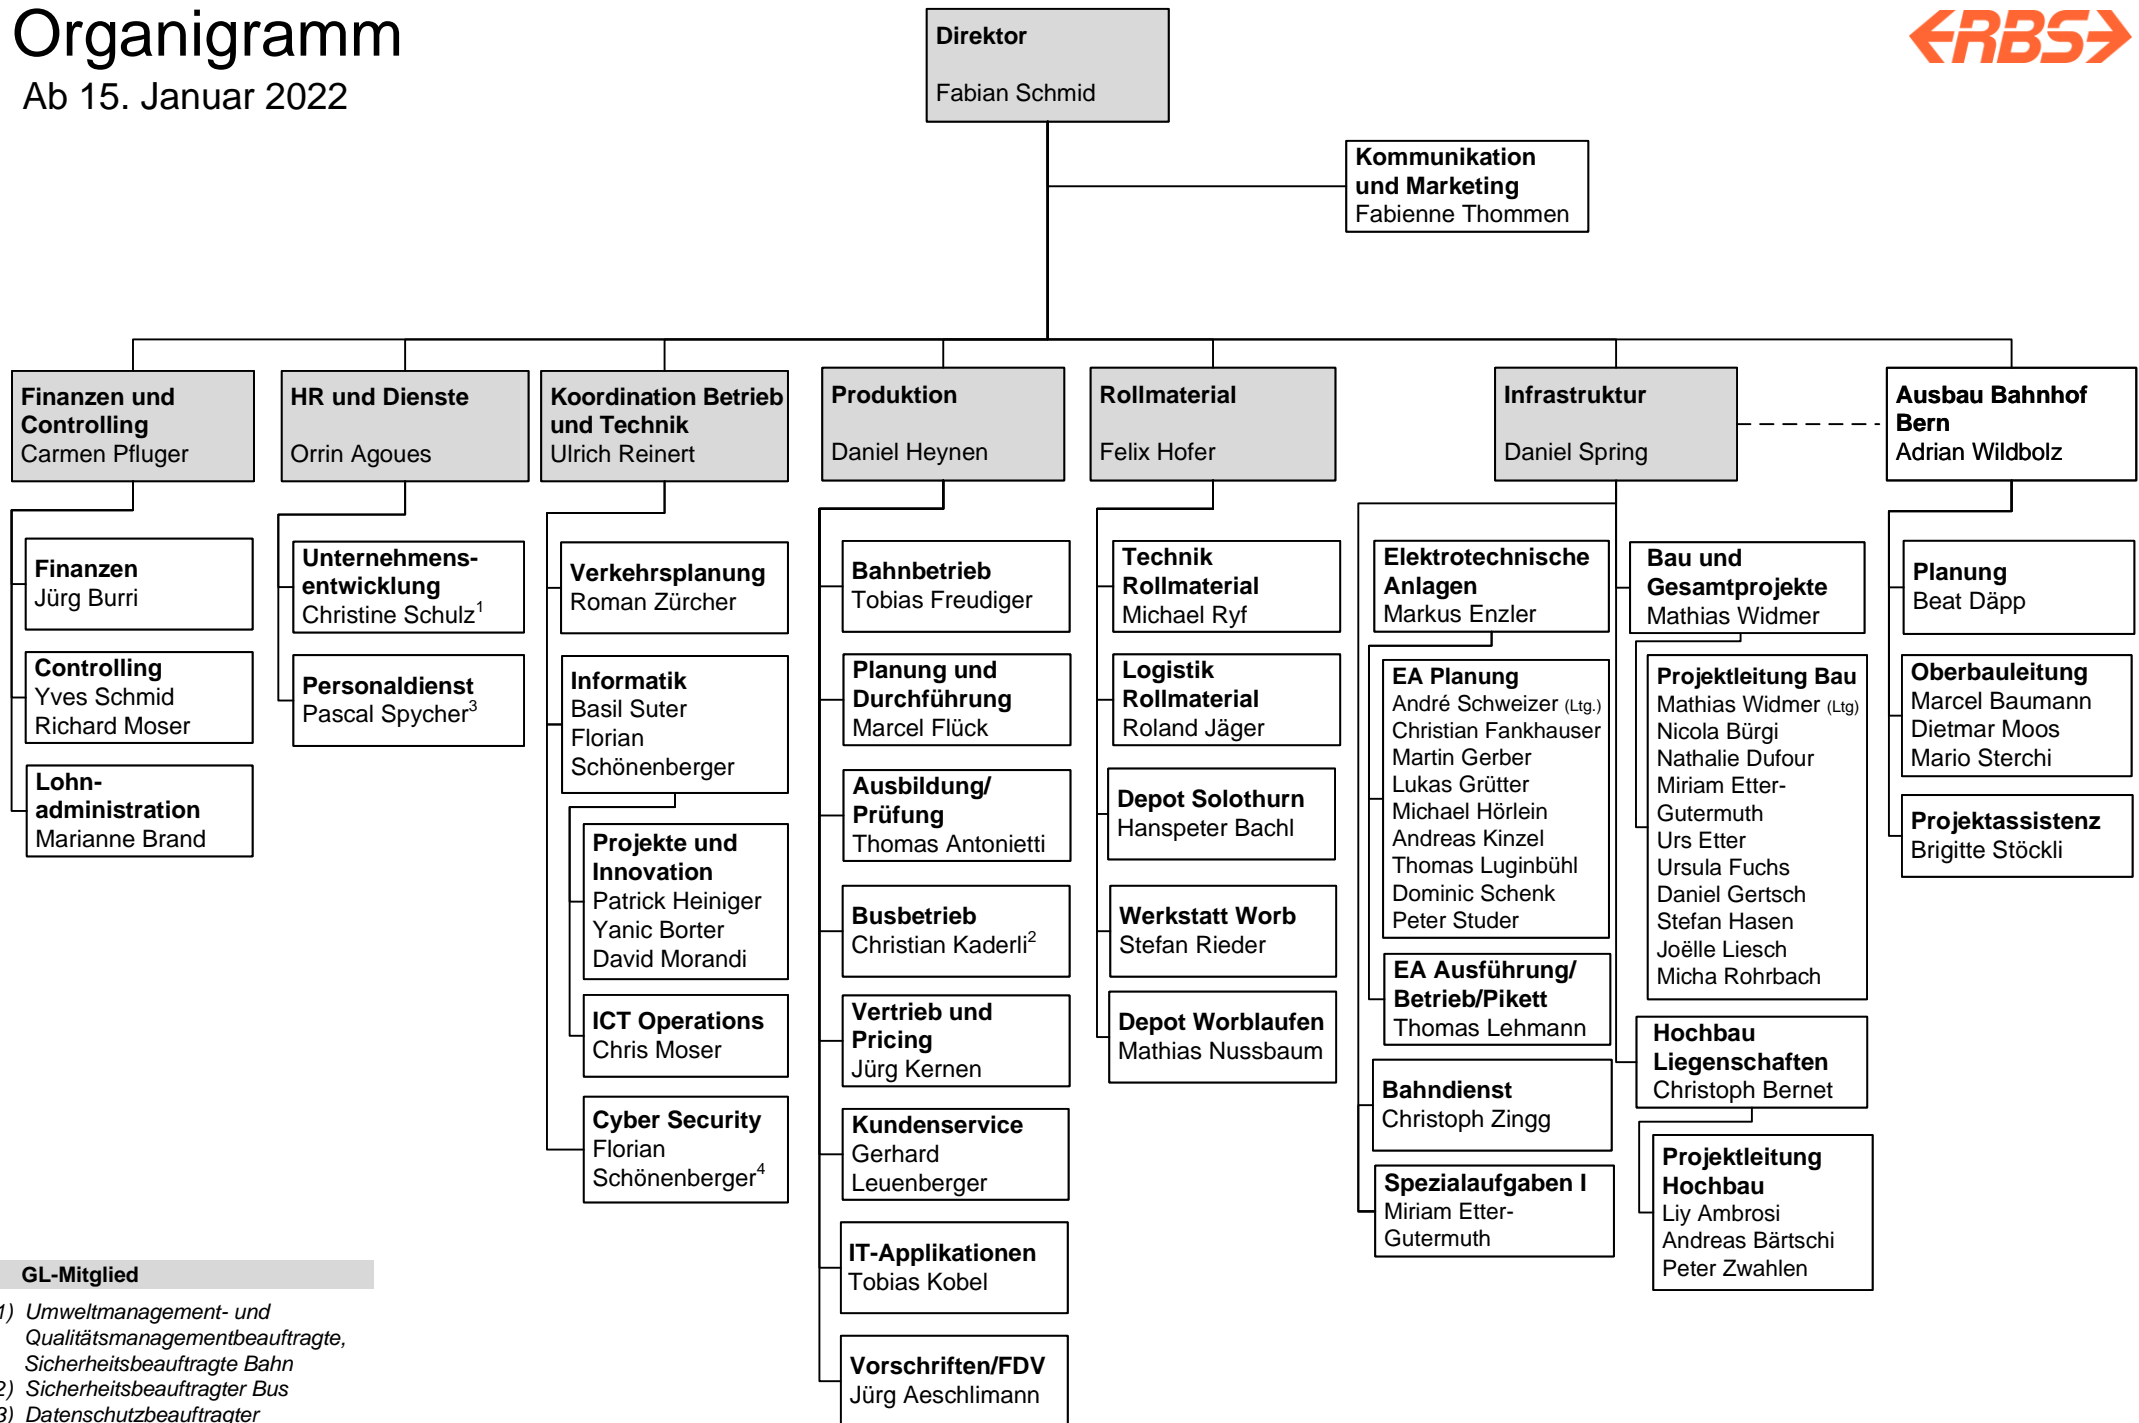 Organigramm
Ab 15. Januar 2022
RBS
Direktor
Fabian Schmid
Kommunikation
und Marketing
Fabienne Thommen
Finanzen und
Controlling
Carmen Pfluger
HR und Dienste
Orrin Agoues
Koordination Betrieb
und Technik
Ulrich Reinert
Produktion
Daniel Heynen
Rollmaterial
Felix Hofer
Infrastruktur
Daniel Spring
Ausbau Bahnhof
Bern
Adrian Wildbolz
Finanzen
Jürg Burri
Controlling
Yves Schmid
Richard Moser
Lohn-
administration
Marianne Brand
Unternehmens-
entwicklung
Christine Schulz¹
Personaldienst
Pascal Spycher³
Verkehrsplanung
Roman Zürcher
Informatik
Basil Suter
Florian
Schönenberger
Projekte und
Innovation
Patrick Heiniger
Yanic Borter
David Morandi
ICT Operations
Chris Moser
Cyber Security
Florian
Schönenberger⁴
Bahnbetrieb
Tobias Freudiger
Planung und
Durchführung
Marcel Flück
Ausbildung/
Prüfung
Thomas Antonietti
Busbetrieb
Christian Kaderli²
Vertrieb und
Pricing
Jürg Kernen
Kundenservice
Gerhard
Leuenberger
IT-Applikationen
Tobias Kobel
Vorschriften/FDV
Jürg Aeschlimann
Technik
Rollmaterial
Michael Ryf
Logistik
Rollmaterial
Roland Jäger
Depot Solothurn
Hanspeter Bachl
Werkstatt Worb
Stefan Rieder
Depot Worblaufen
Mathias Nussbaum
Elektrotechnische
Anlagen
Markus Enzler
EA Planung
André Schweizer (Ltg.)
Christian Fankhauser
Martin Gerber
Lukas Grütter
Michael Hörlein
Andreas Kinzel
Thomas Luginbühl
Dominic Schenk
Peter Studer
EA Ausführung/
Betrieb/Pikett
Thomas Lehmann
Bahndienst
Christoph Zingg
Spezialaufgaben I
Miriam Etter-
Gutermuth
Bau und
Gesamtprojekte
Mathias Widmer
Projektleitung Bau
Mathias Widmer (Ltg)
Nicola Bürgi
Nathalie Dufour
Miriam Etter-
Gutermuth
Urs Etter
Ursula Fuchs
Daniel Gertsch
Stefan Hasen
Joëlle Liesch
Micha Rohrbach
Hochbau
Liegenschaften
Christoph Bernet
Projektleitung
Hochbau
Liy Ambrosi
Andreas Bärtschi
Peter Zwahlen
Planung
Beat Däpp
Oberbauleitung
Marcel Baumann
Dietmar Moos
Mario Sterchi
Projektassistenz
Brigitte Stöckli
GL-Mitglied
1) Umweltmanagement- und
Qualitätsmanagementbeauftragte,
Sicherheitsbeauftragte Bahn
2) Sicherheitsbeauftragter Bus
3) Datenschutzbeauftragter